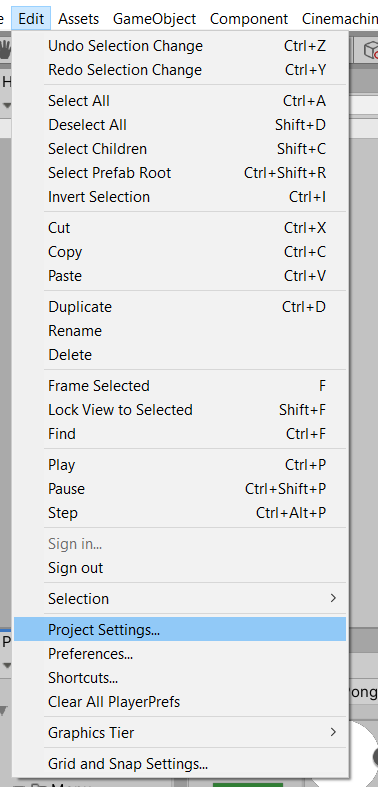 Edit Assets GameObject Component Cinemachin
Undo Selection Change Ctrl+Z
Redo Selection Change Ctrl+Y
Select All Ctrl+A
Deselect All Shift+D
Select Children Shift+C
Select Prefab Root Ctrl+Shift+R
Invert Selection Ctrl+I
Cut Ctrl+X
Copy Ctrl+C
Paste Ctrl+V
Duplicate Ctrl+D
Rename
Delete
Frame Selected F
Lock View to Selected Shift+F
Find Ctrl+F
Play Ctrl+P
Pause Ctrl+Shift+P
Step Ctrl+Alt+P
Sign in...
Sign out
Selection
Project Settings...
Preferences...
Shortcuts...
Clear All PlayerPrefs
Graphics Tier
Grid and Snap Settings...